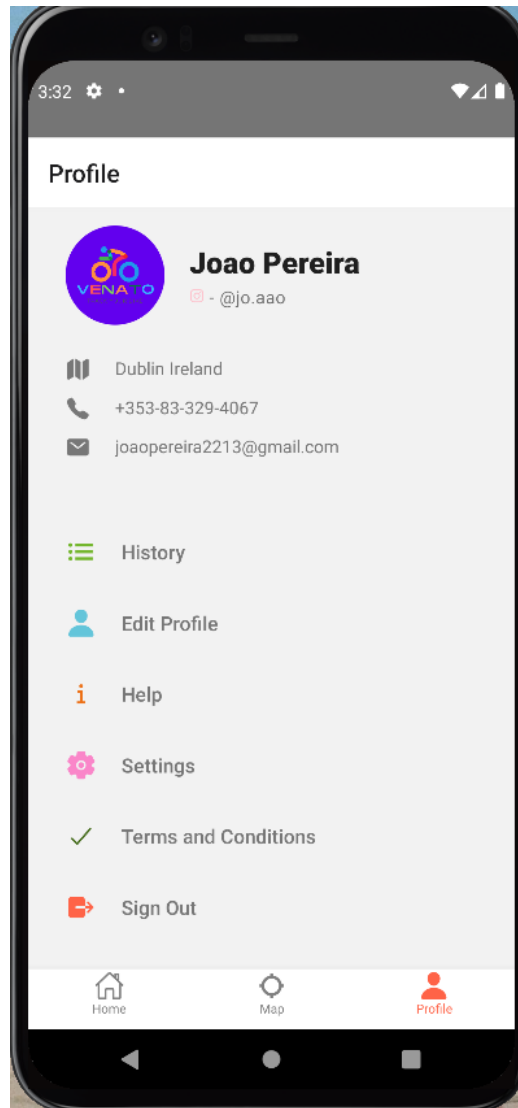 3:32
Profile
VENATO
Joao Pereira
- @jo.aao
Dublin Ireland
+353-83-329-4067
joaopereira2213@gmail.com
History
Edit Profile
i Help
Settings
Terms and Conditions
Sign Out
Home Map Profile